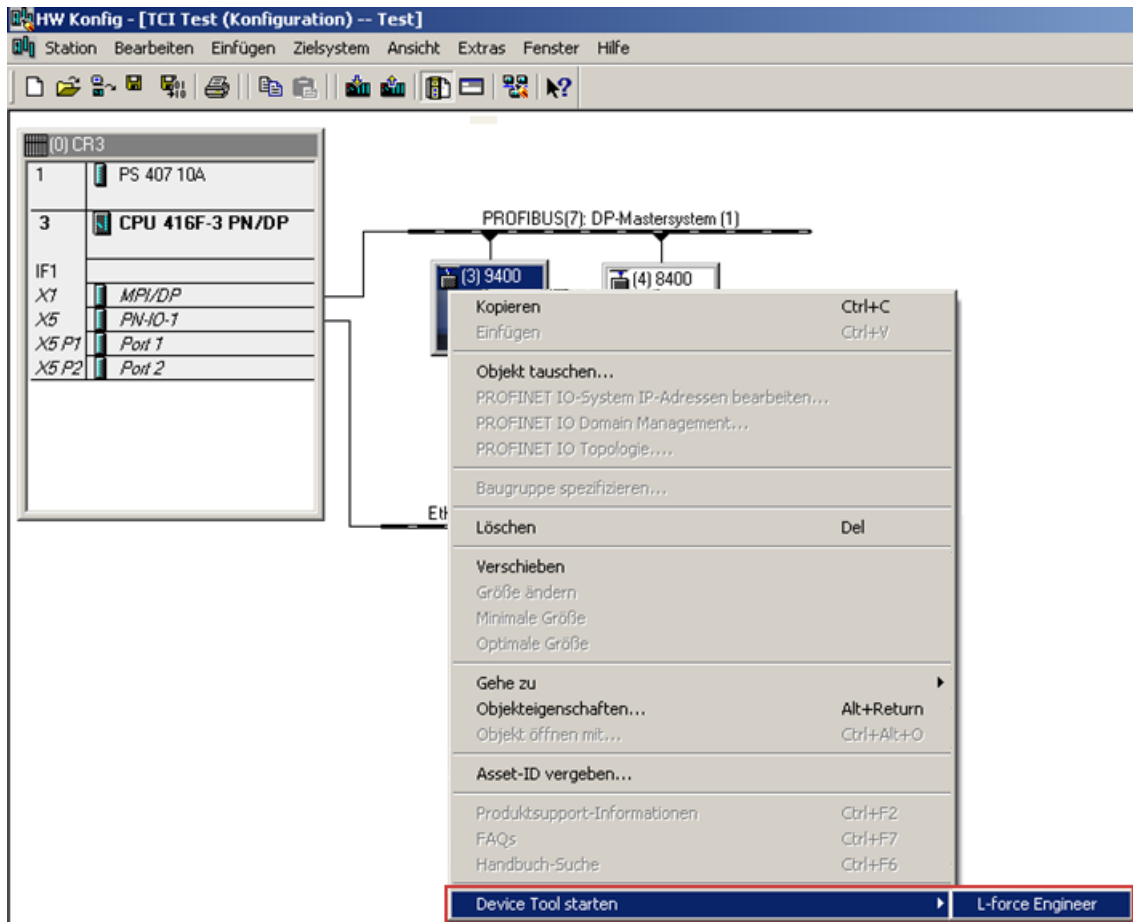 HW Konfig - [TCI Test (Konfiguration) -- Test]
Station Bearbeiten Einfügen Zielsystem Ansicht Extras Fenster Hilfe
(0) CR3
1 PS 407 10A
3 CPU 416F-3 PN/DP
IF1
X1 MPI/DP
X5 PN-IO-1
X5 P1 Port 1
X5 P2 Port 2
PROFIBUS(7): DP-Mastersystem (1)
(3) 9400
(4) 8400
Eth
Kopieren Ctrl+C
Einfügen Ctrl+V
Objekt tauschen...
PROFINET IO-System IP-Adressen bearbeiten...
PROFINET IO Domain Management...
PROFINET IO Topologie....
Baugruppe spezifizieren...
Löschen Del
Verschieben
Größe ändern
Minimale Größe
Optimale Größe
Gehe zu
Objekteigenschaften... Alt+Return
Objekt öffnen mit... Ctrl+Alt+O
Asset-ID vergeben...
Produktsupport-Informationen Ctrl+F2
FAQs Ctrl+F7
Handbuch-Suche Ctrl+F6
Device Tool starten
L-force Engineer